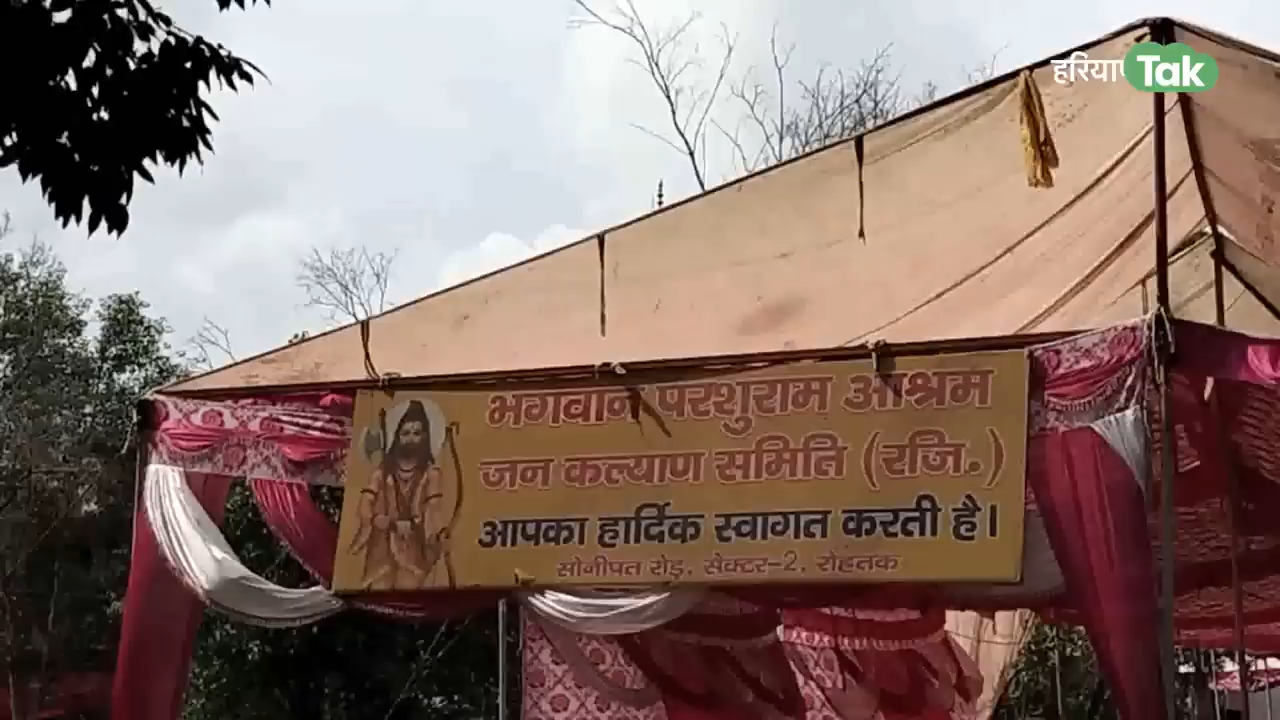 हरिया Tak
भगवान परशुराम आश्रम
जन कल्याण समिति (रजि.)
आपका हार्दिक स्वागत करती है।
सोनीपत रोड़, सेक्टर-2, रोहतक